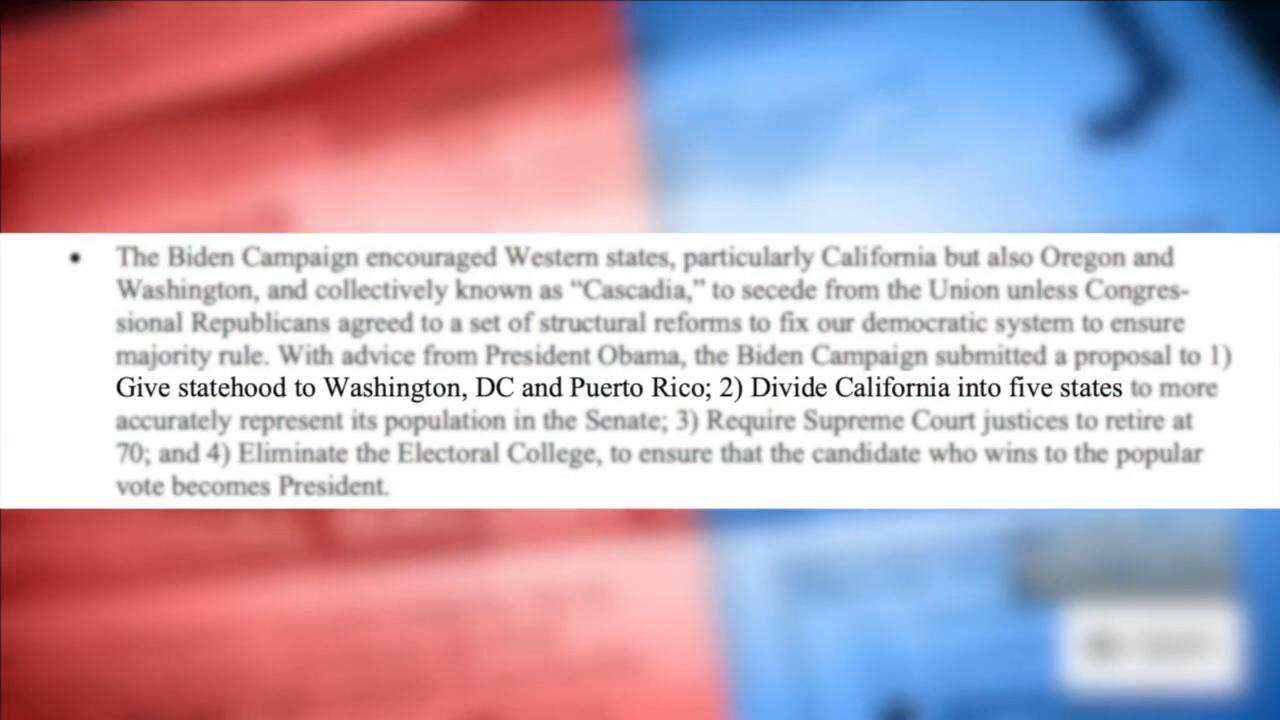 • The Biden Campaign encouraged Western states, particularly California but also Oregon and
Washington, and collectively known as “Cascadia,” to secede from the Union unless Congres-
sional Republicans agreed to a set of structural reforms to fix our democratic system to ensure
majority rule. With advice from President Obama, the Biden Campaign submitted a proposal to 1)
Give statehood to Washington, DC and Puerto Rico; 2) Divide California into five states to more
accurately represent its population in the Senate; 3) Require Supreme Court justices to retire at
70; and 4) Eliminate the Electoral College, to ensure that the candidate who wins to the popular
vote becomes President.